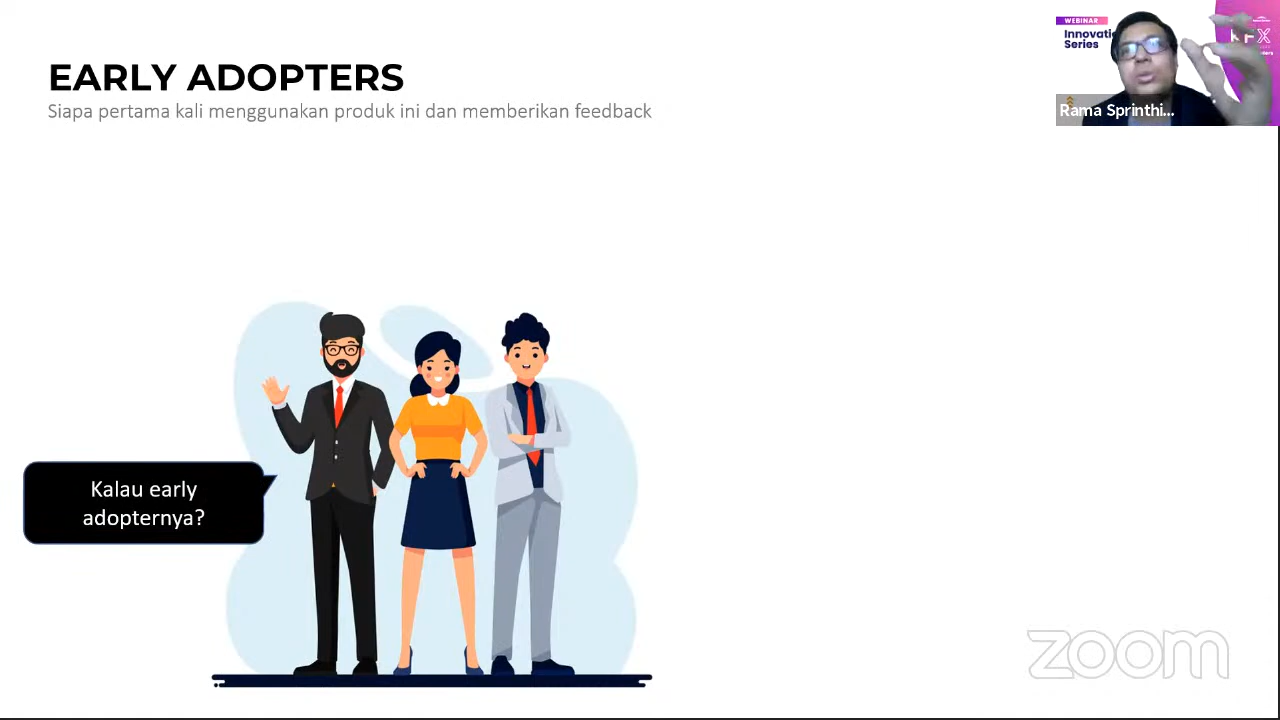 EARLY ADOPTERS
Siapa pertama kali menggunakan produk ini dan memberikan feedback
WEBINAR
Innovati
Series
Rama Sprinthi...
Kalau early
adopternya?
zoom